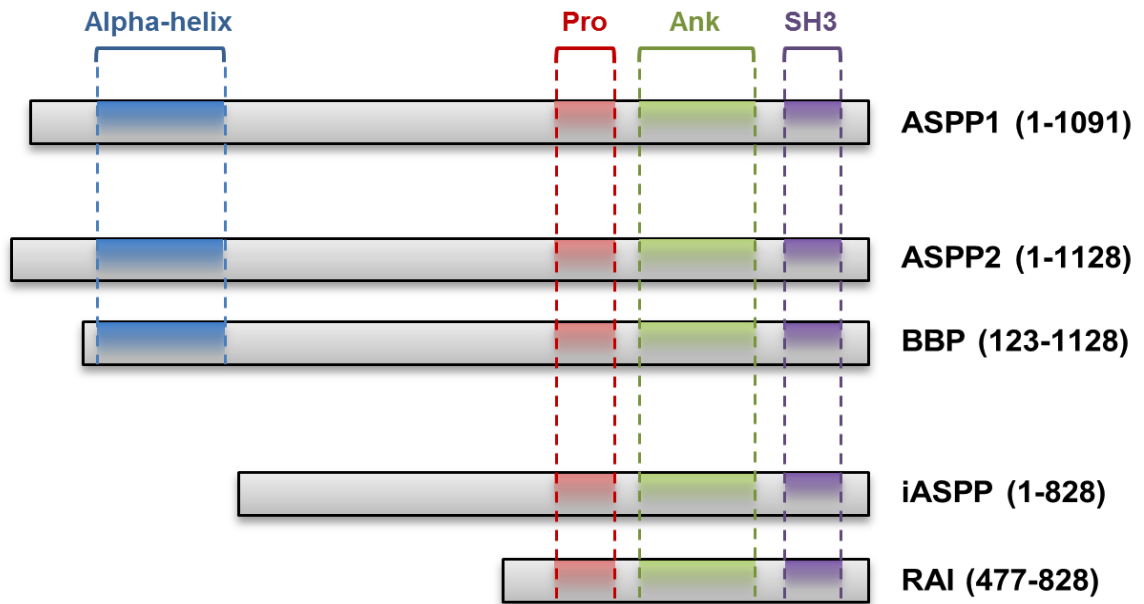 Alpha-helix Pro Ank SH3
ASPP1 (1-1091)
ASPP2 (1-1128)
BBP (123-1128)
iASPP (1-828)
RAI (477-828)